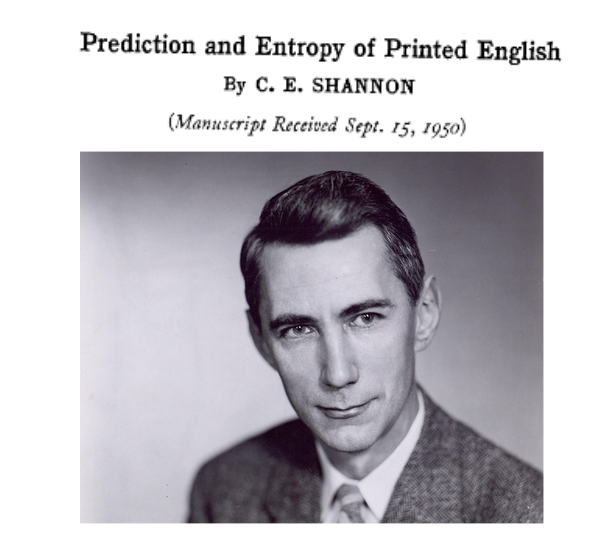 Prediction and Entropy of Printed English
By C. E. SHANNON
(Manuscript Received Sept. 15, 1950)